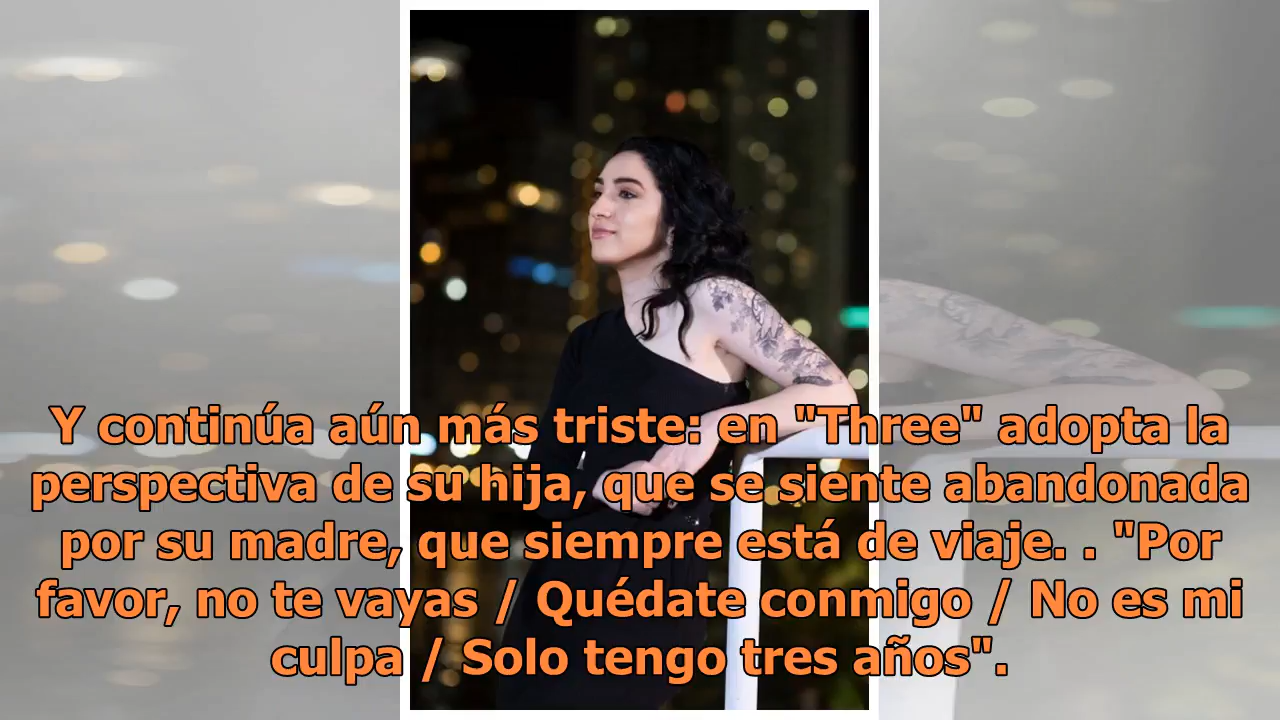 Y continúa aún más triste: en "Three" adopta la
perspectiva de su hija, que se siente abandonada
por su madre, que siempre está de viaje. . "Por
favor, no te vayas / Quédate conmigo / No es mi
culpa / Solo tengo tres años".